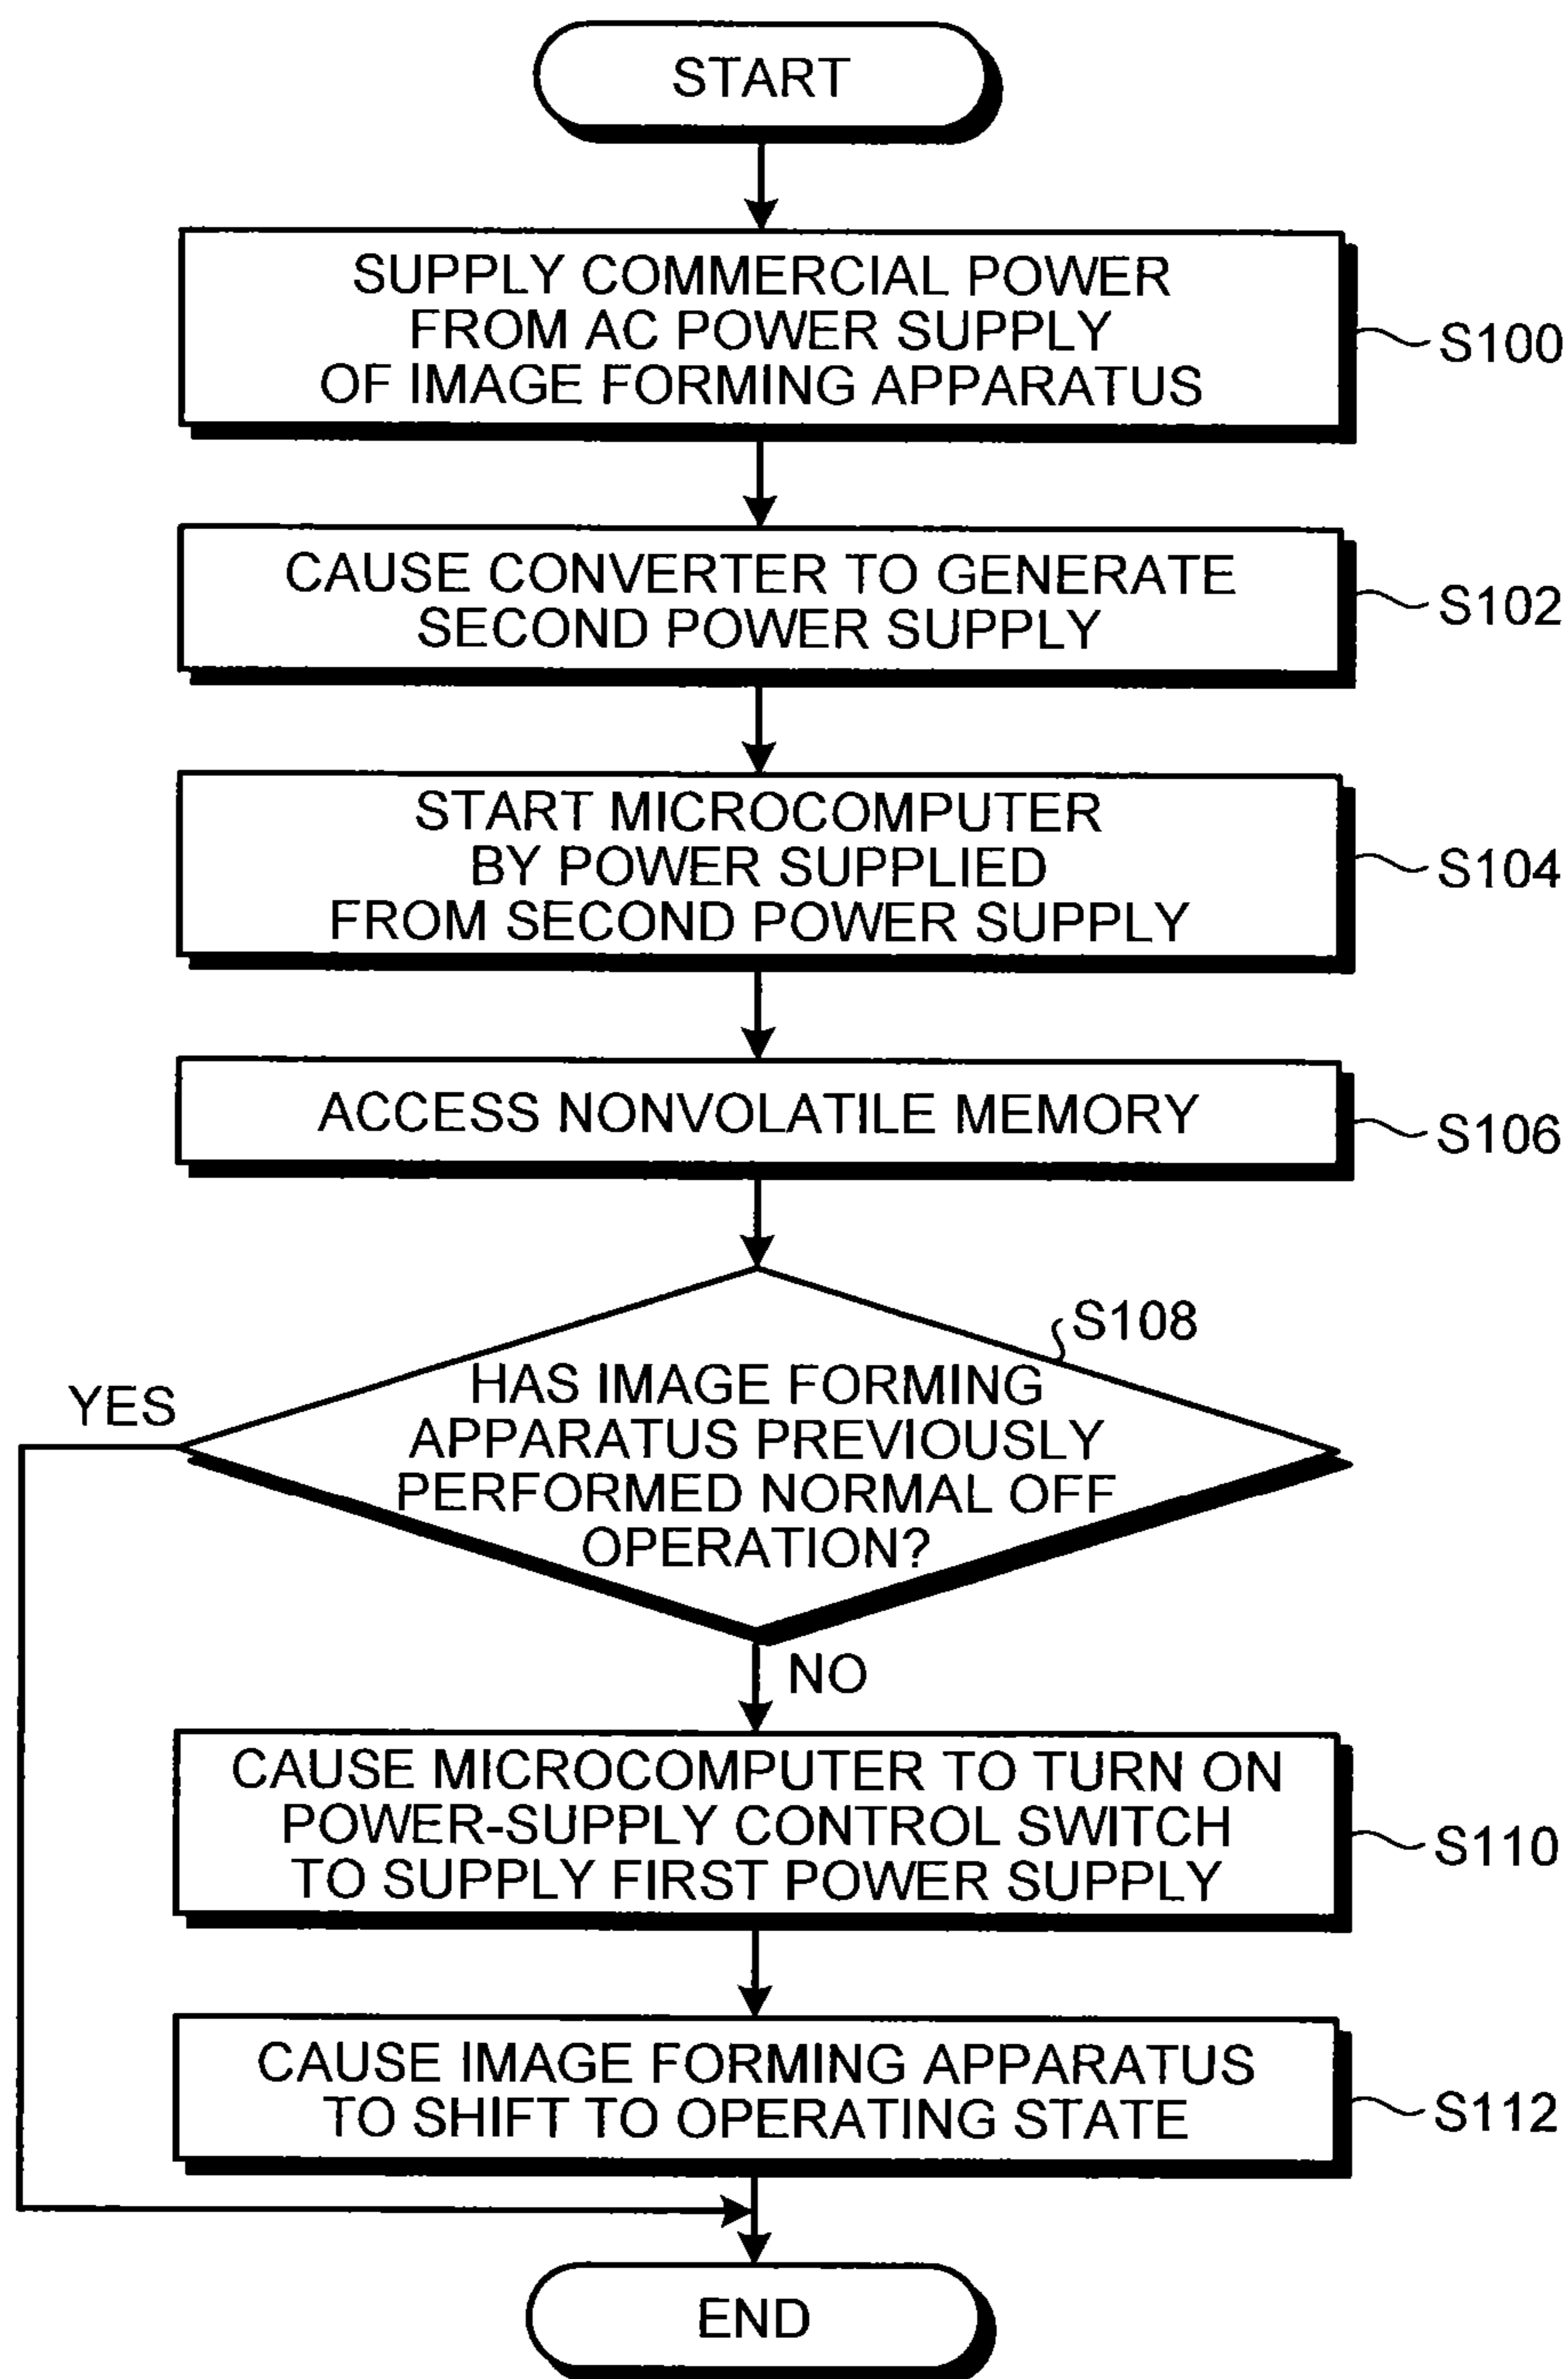 START
SUPPLY COMMERCIAL POWER
FROM AC POWER SUPPLY
OF IMAGE FORMING APPARATUS
S100
CAUSE CONVERTER TO GENERATE
SECOND POWER SUPPLY
S102
START MICROCOMPUTER
BY POWER SUPPLIED
FROM SECOND POWER SUPPLY
S104
ACCESS NONVOLATILE MEMORY
S106
S108
HAS IMAGE FORMING
APPARATUS PREVIOUSLY
PERFORMED NORMAL OFF
OPERATION?
YES
NO
CAUSE MICROCOMPUTER TO TURN ON
POWER-SUPPLY CONTROL SWITCH
TO SUPPLY FIRST POWER SUPPLY
S110
CAUSE IMAGE FORMING APPARATUS
TO SHIFT TO OPERATING STATE
S112
END